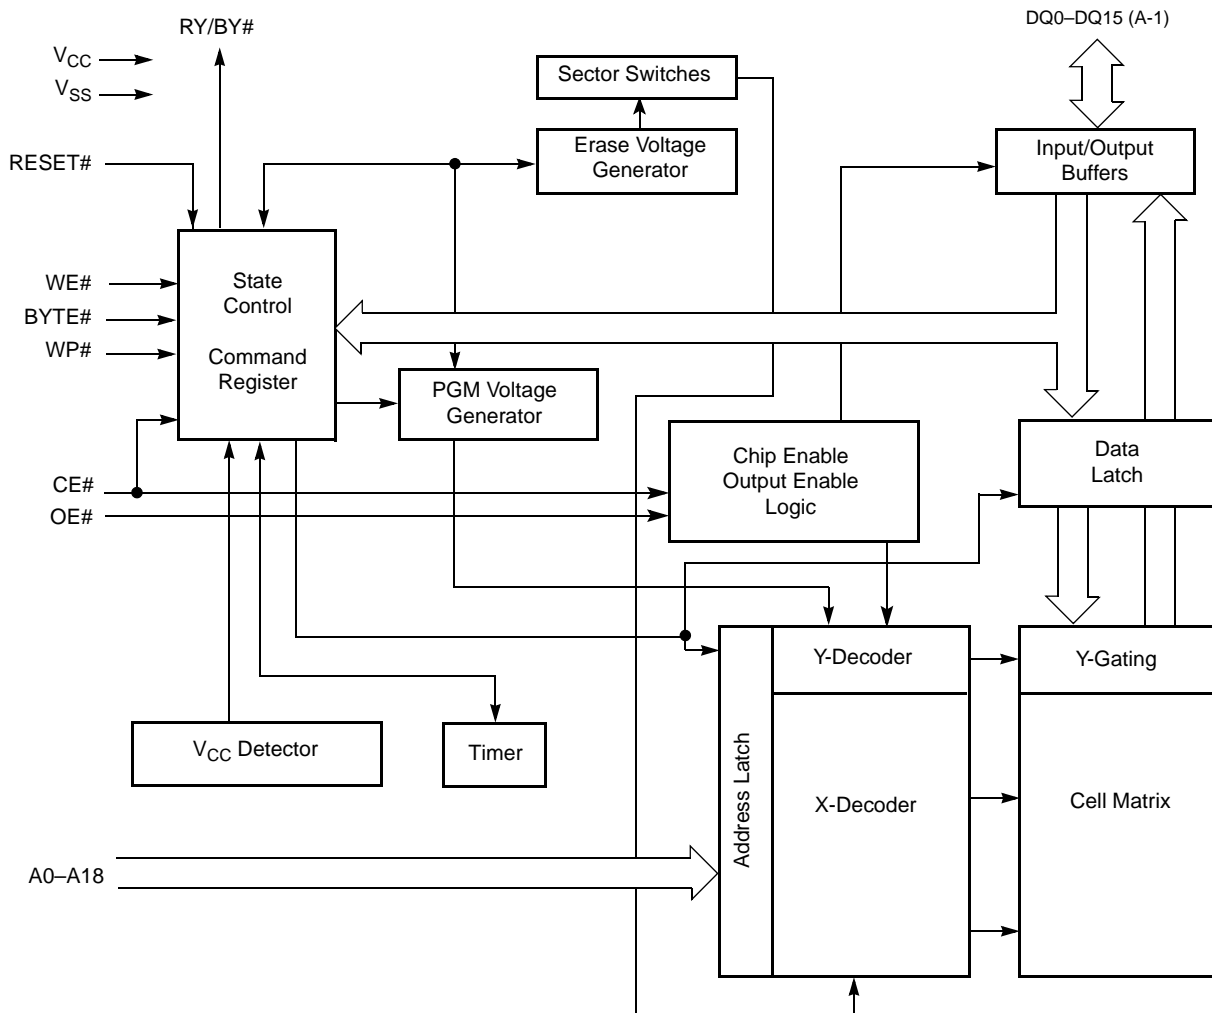 RY/BY#
DQ0–DQ15 (A-1)
VCC
VSS
Sector Switches
RESET#
Erase Voltage
Generator
Input/Output
Buffers
WE#
BYTE#
WP#
State
Control
Command
Register
PGM Voltage
Generator
CE#
OE#
Chip Enable
Output Enable
Logic
Data
Latch
Y-Decoder
Y-Gating
VCC Detector
Timer
Address Latch
X-Decoder
Cell Matrix
A0–A18